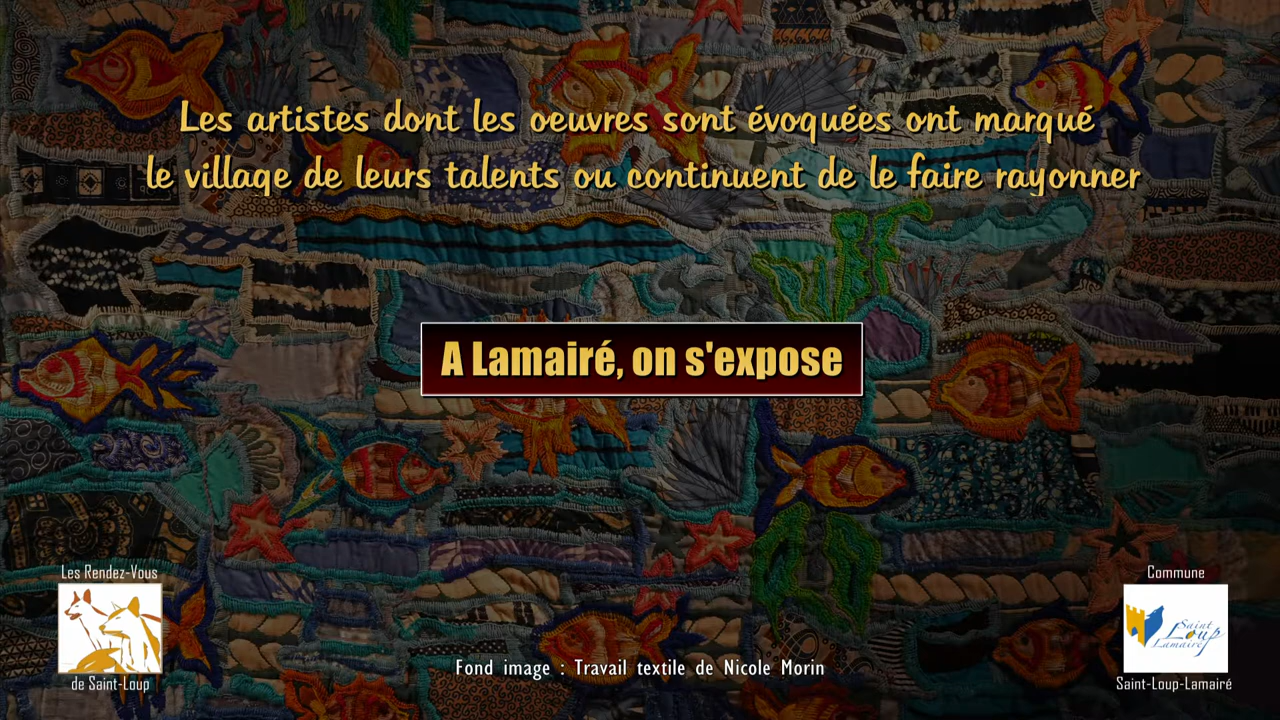 Les artistes dont les oeuvres sont évoquées ont marqué
le village de leurs talents ou continuent de le faire rayonner
A Lamairé, on s'expose
Les Rendez-Vous
de Saint-Loup
Fond image : Travail textile de Nicole Morin
Commune
Saint
Loup
Lamairé
Saint-Loup-Lamairé